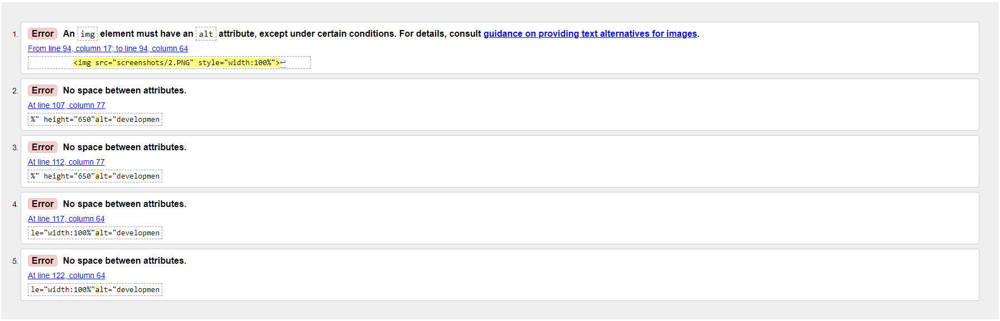 1. Error An img element must have an alt attribute, except under certain conditions. For details, consult guidance on providing text alternatives for images.
From line 94, column 17; to line 94, column 64
<img src="screenshots/2.PNG" style="width:100%">↩
2. Error No space between attributes.
At line 107, column 77
%" height="650"alt="developmen
3. Error No space between attributes.
At line 112, column 77
%" height="650"alt="developmen
4. Error No space between attributes.
At line 117, column 64
le="width:100%"alt="developmen
5. Error No space between attributes.
At line 122, column 64
le="width:100%"alt="developmen